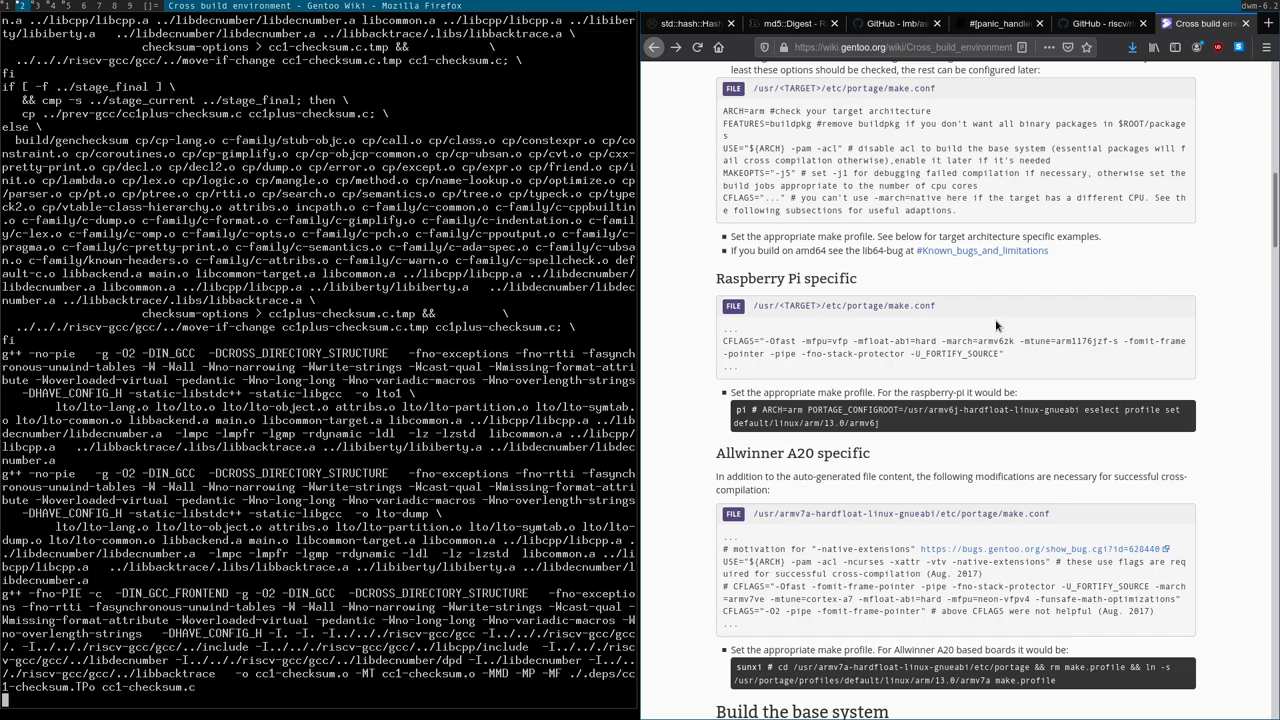 1 2 3 4 5 6 7 8 9 []= Cross build environment - Gentoo Wiki - Mozilla Firefox
dwm-6.2
n.a ../libcpp/libcpp.a ../libbacktrace/.libs/libbacktrace.a ../libiber
ty/libiberty.a ../libdecnumber/libdecnumber.a libcommon.a ../libcpp/libcpp.a ../libiberty/libiberty.a ../libdecnumber/libdecnumber.a ../libbacktrace/.libs/libbacktrace.a \
checksum-options > cc1-checksum.c.tmp && \
../.././riscv-gcc/gcc/../move-if-change cc1-checksum.c.tmp cc1-checksum.c; \
fi
if [ -f ../stage_final ] \
&& cmp -s ../stage_current ../stage_final; then \
cp ../prev-gcc/cc1plus-checksum.c cc1plus-checksum.c; \
else \
build/genchecksum cp/cp-lang.o c-family/stub-objc.o cp/call.o cp/class.o cp/constexpr.o cp/co
nstraint.o cp/coroutines.o cp/cp-gimplify.o cp/cp-objcp-common.o cp/cp-ubsan.o cp/cvt.o cp/cxx-
pretty-print.o cp/decl.o cp/decl2.o cp/dump.o cp/error.o cp/except.o cp/expr.o cp/friend.o cp/i
nit.o cp/lambda.o cp/lex.o cp/logic.o cp/mangle.o cp/method.o cp/name-lookup.o cp/optimize.o cp
/parser.o cp/pt.o cp/ptree.o cp/rtti.o cp/search.o cp/semantics.o cp/tree.o cp/typeck.o cp/type
ck2.o cp/vtable-class-hierarchy.o attribs.o incpath.o c-family/c-common.o c-family/c-cppbuiltin
.o c-family/c-dump.o c-family/c-format.o c-family/c-gimplify.o c-family/c-indentation.o c-famil
y/c-lex.o c-family/c-omp.o c-family/c-opts.o c-family/c-pch.o c-family/c-ppoutput.o c-family/c-
pragma.o c-family/c-pretty-print.o c-family/c-semantics.o c-family/c-ada-spec.o c-family/c-ubsa
n.o c-family/known-headers.o c-family/c-attribs.o c-family/c-warn.o c-family/c-spellcheck.o def
ault-c.o libbackend.a main.o libcommon-target.a libcommon.a ../libcpp/libcpp.a ../libdecnumber/
libdecnumber.a libcommon.a ../libcpp/libcpp.a ../libiberty/libiberty.a ../libdecnumber/libdec
number.a ../libbacktrace/.libs/libbacktrace.a \
checksum-options > cc1plus-checksum.c.tmp && \
../.././riscv-gcc/gcc/../move-if-change cc1plus-checksum.c.tmp cc1plus-checksum.c; \
fi
g++ -no-pie -g -O2 -DIN_GCC -DCROSS_DIRECTORY_STRUCTURE -fno-exceptions -fno-rtti -fasynch
ronous-unwind-tables -W -Wall -Wno-narrowing -Wwrite-strings -Wcast-qual -Wmissing-format-attri
bute -Woverloaded-virtual -pedantic -Wno-long-long -Wno-variadic-macros -Wno-overlength-strings
-DHAVE_CONFIG_H -static-libstdc++ -static-libgcc -o lto1 \
lto/lto-lang.o lto/lto.o lto/lto-object.o attribs.o lto/lto-partition.o lto/lto-symtab.
o lto/lto-common.o libbackend.a main.o libcommon-target.a libcommon.a ../libcpp/libcpp.a ../lib
decnumber/libdecnumber.a -lmpc -lmpfr -lgmp -rdynamic -ldl -lz -lzstd libcommon.a ../libcpp/
libcpp.a ../libbacktrace/.libs/libbacktrace.a ../libiberty/libiberty.a ../libdecnumber/libdec
number.a
g++ -no-pie -g -O2 -DIN_GCC -DCROSS_DIRECTORY_STRUCTURE -fno-exceptions -fno-rtti -fasynch
ronous-unwind-tables -W -Wall -Wno-narrowing -Wwrite-strings -Wcast-qual -Wmissing-format-attri
bute -Woverloaded-virtual -pedantic -Wno-long-long -Wno-variadic-macros -Wno-overlength-strings
-DHAVE_CONFIG_H -static-libstdc++ -static-libgcc -o lto-dump \
lto/lto-lang.o lto/lto-object.o attribs.o lto/lto-partition.o lto/lto-symtab.o lto/lto-
dump.o lto/lto-common.o libbackend.a main.o libcommon-target.a libcommon.a ../libcpp/libcpp.a .
./libdecnumber/libdecnumber.a -lmpc -lmpfr -lgmp -rdynamic -ldl -lz -lzstd libcommon.a ../li
bcpp/libcpp.a ../libbacktrace/.libs/libbacktrace.a ../libiberty/libiberty.a ../libdecnumber/
libdecnumber.a
g++ -fno-PIE -c -DIN_GCC_FRONTEND -g -O2 -DIN_GCC -DCROSS_DIRECTORY_STRUCTURE -fno-exceptio
ns -fno-rtti -fasynchronous-unwind-tables -W -Wall -Wno-narrowing -Wwrite-strings -Wcast-qual -
Wmissing-format-attribute -Woverloaded-virtual -pedantic -Wno-long-long -Wno-variadic-macros -W
no-overlength-strings -DHAVE_CONFIG_H -I. -I. -I../.././riscv-gcc/gcc -I../.././riscv-gcc/gcc
/. -I../.././riscv-gcc/gcc/../include -I../.././riscv-gcc/gcc/../libcpp/include -I../.././ris
cv-gcc/gcc/../libdecnumber -I../.././riscv-gcc/gcc/../libdecnumber/dpd -I../libdecnumber -I../.
././riscv-gcc/gcc/../libbacktrace -o cc1-checksum.o -MT cc1-checksum.o -MMD -MP -MF ./.deps/cc
1-checksum.TPo cc1-checksum.c
std::hash::Hash
md5::Digest - R
GitHub - lmb/as
#[panic_handle
GitHub - riscv/ri
Cross build env
https://wiki.gentoo.org/wiki/Cross_build_environment
least these options should be checked, the rest can be configured later:
FILE /usr/<TARGET>/etc/portage/make.conf
ARCH=arm #check your target architecture
FEATURES=buildpkg #remove buildpkg if you don't want all binary packages in $ROOT/package
s
USE="${ARCH} -pam -acl" # disable acl to build the base system (essential packages will f
ail cross compilation otherwise),enable it later if it's needed
MAKEOPTS="-j5" # set -j1 for debugging failed compilation if necessary, otherwise set the
build jobs appropriate to the number of cpu cores
CFLAGS="..." # you can't use -march=native here if the target has a different CPU. See th
e following subsections for useful adaptions.
Set the appropriate make profile. See below for target architecture specific examples.
If you build on amd64 see the lib64-bug at #Known_bugs_and_limitations
Raspberry Pi specific
FILE /usr/<TARGET>/etc/portage/make.conf
...
CFLAGS="-Ofast -mfpu=vfp -mfloat-abi=hard -march=armv6zk -mtune=arm1176jzf-s -fomit-frame
-pointer -pipe -fno-stack-protector -U_FORTIFY_SOURCE"
...
Set the appropriate make profile. For the raspberry-pi it would be:
pi # ARCH=arm PORTAGE_CONFIGROOT=/usr/armv6j-hardfloat-linux-gnueabi eselect profile set
default/linux/arm/13.0/armv6j
Allwinner A20 specific
In addition to the auto-generated file content, the following modifications are necessary for successful cross-
compilation:
FILE /usr/armv7a-hardfloat-linux-gnueabi/etc/portage/make.conf
...
# motivation for "-native-extensions" https://bugs.gentoo.org/show_bug.cgi?id=628440
USE="${ARCH} -pam -acl -ncurses -xattr -vtv -native-extensions" # these use flags are req
uired for successful cross-compilation (Aug. 2017)
# CFLAGS="-Ofast -fomit-frame-pointer -pipe -fno-stack-protector -U_FORTIFY_SOURCE -march
=armv7ve -mtune=cortex-a7 -mfloat-abi=hard -mfpu=neon-vfpv4 -funsafe-math-optimizations"
CFLAGS="-O2 -pipe -fomit-frame-pointer" # above CFLAGS were not helpful (Aug. 2017)
...
Set the appropriate make profile. For Allwinner A20 based boards it would be:
sunxi # cd /usr/armv7a-hardfloat-linux-gnueabi/etc/portage && rm make.profile && ln -s
/usr/portage/profiles/default/linux/arm/13.0/armv7a make.profile
Build the base system